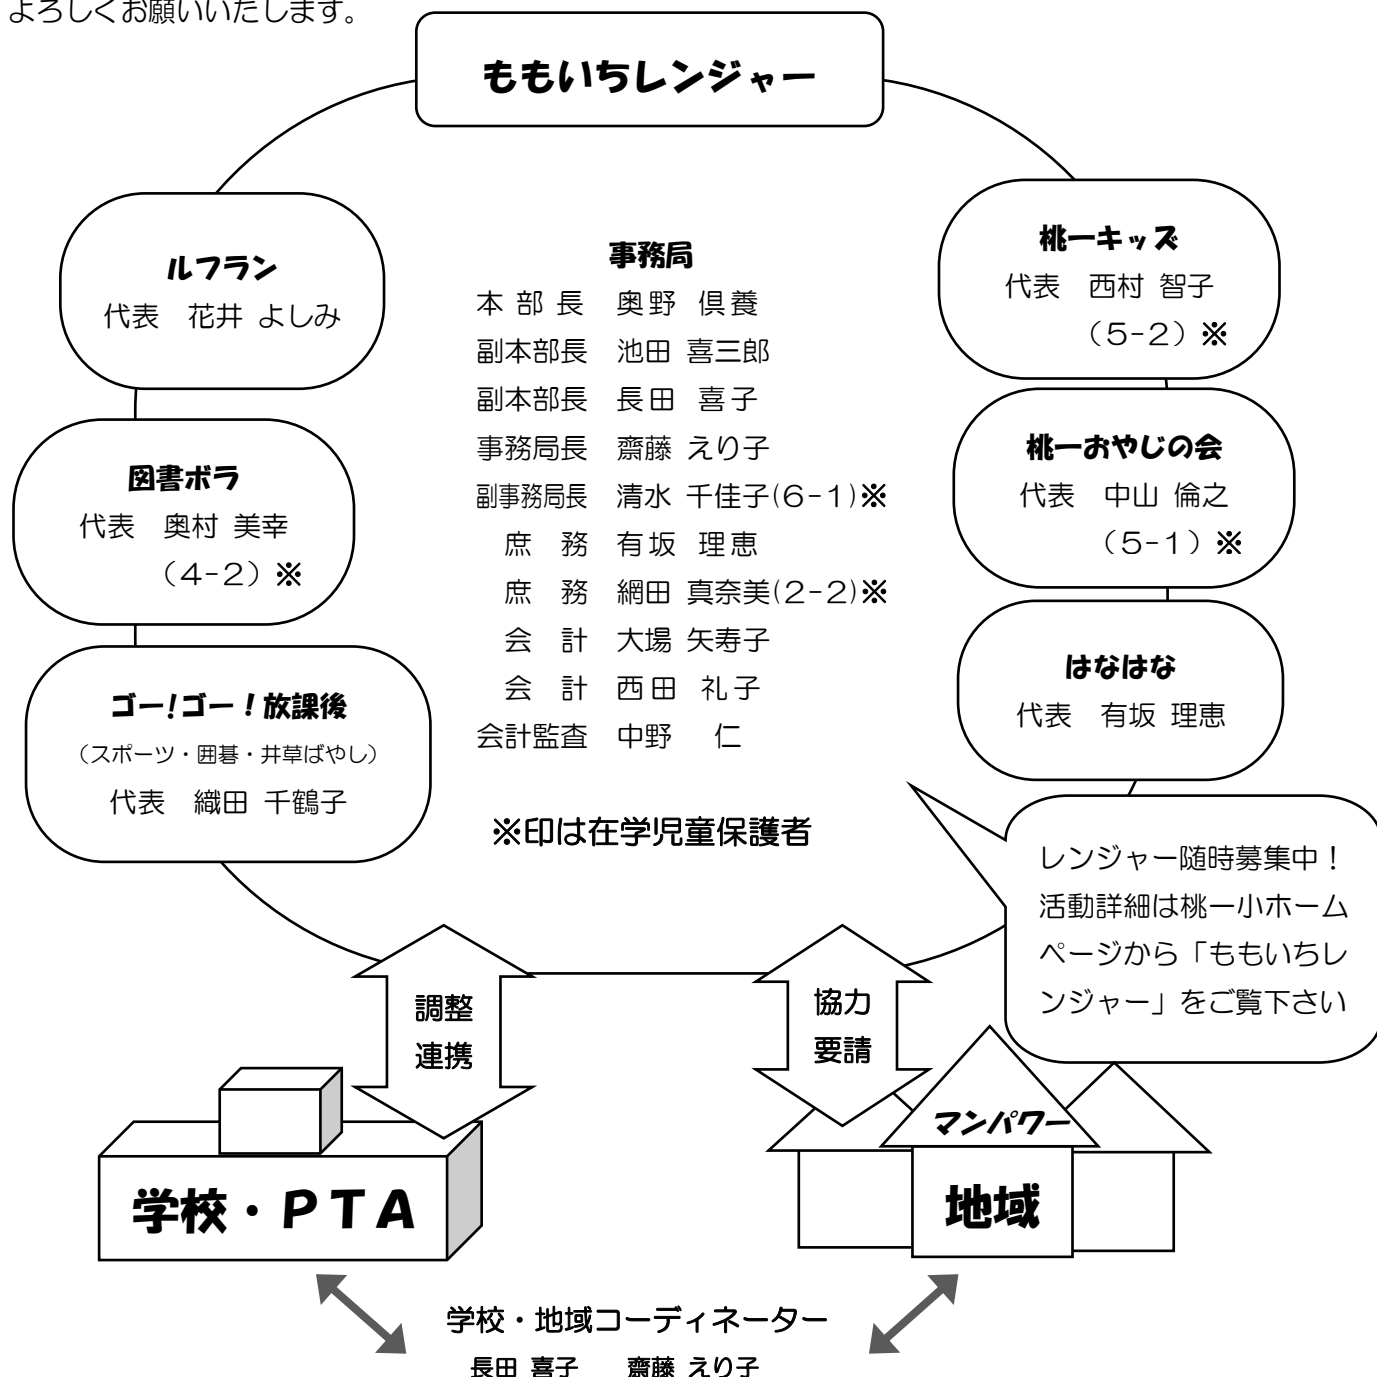 よろしくお願いいたします。
ももいちレンジャー
ルフラン
代表　花井 よしみ
図書ボラ
代表　奥村 美幸
（4-2）※
ゴー!ゴー！放課後
（スポーツ・囲碁・井草ばやし）
代表　織田 千鶴子
事務局
本 部 長　奥野 倶養
副本部長　池田 喜三郎
副本部長　長田 喜子
事務局長　齋藤 えり子
副事務局長　清水 千佳子(6-1)※
庶　務　有坂 理恵
庶　務　網田 真奈美(2-2)※
会　計　大場 矢寿子
会　計　西田 礼子
会計監査　中野　仁
※印は在学児童保護者
桃一キッズ
代表　西村 智子
（5-2）※
桃一おやじの会
代表　中山 倫之
（5-1）※
はなはな
代表　有坂 理恵
レンジャー随時募集中！
活動詳細は桃一小ホーム
ページから「ももいちレ
ンジャー」をご覧下さい
調整
連携
協力
要請
学校・ＰＴＡ
マンパワー
地域
学校・地域コーディネーター
長田 喜子　齋藤 えり子